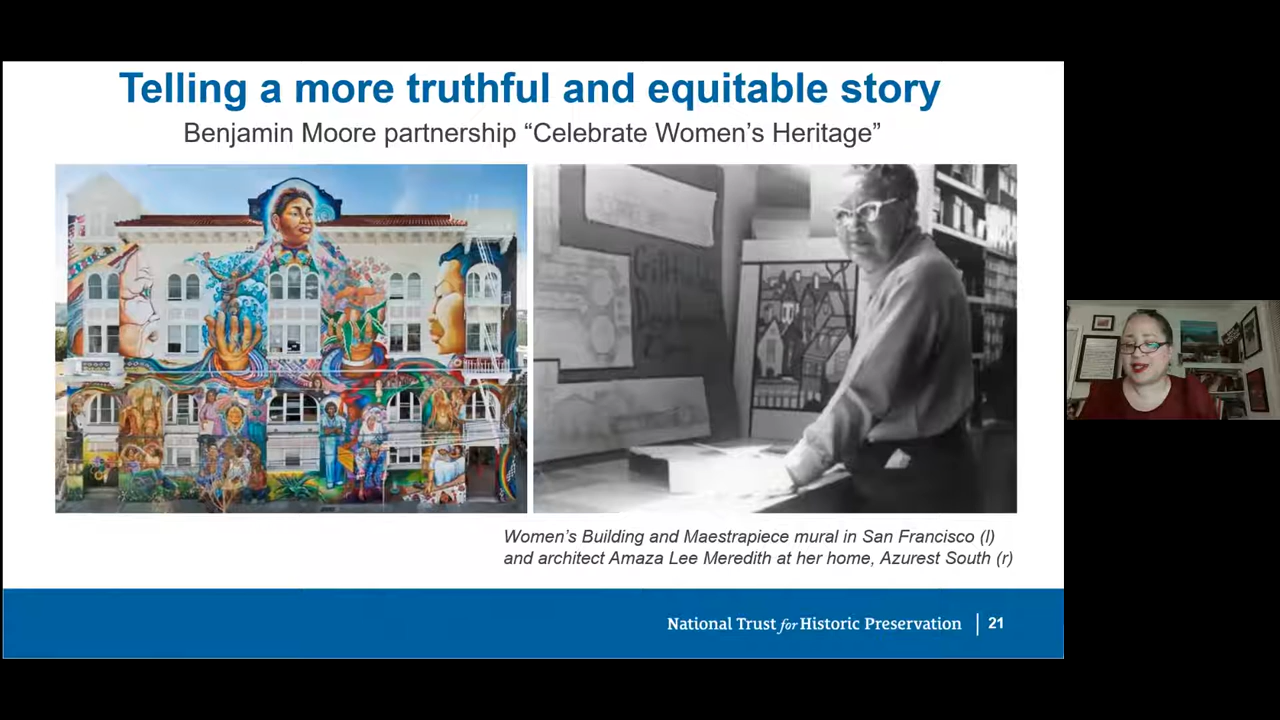 Telling a more truthful and equitable story
Benjamin Moore partnership “Celebrate Women’s Heritage”
Women’s Building and Maestrapiece mural in San Francisco (l)
and architect Amaza Lee Meredith at her home, Azurest South (r)
National Trust for Historic Preservation | 21